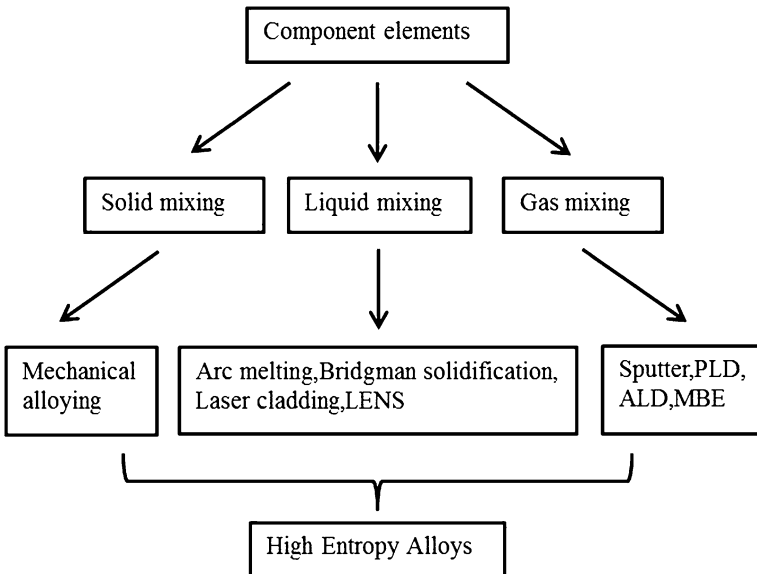 Component elements
Solid mixing
Liquid mixing
Gas mixing
Mechanical
alloying
Arc melting,Bridgman solidification,
Laser cladding,LENS
Sputter,PLD,
ALD,MBE
High Entropy Alloys